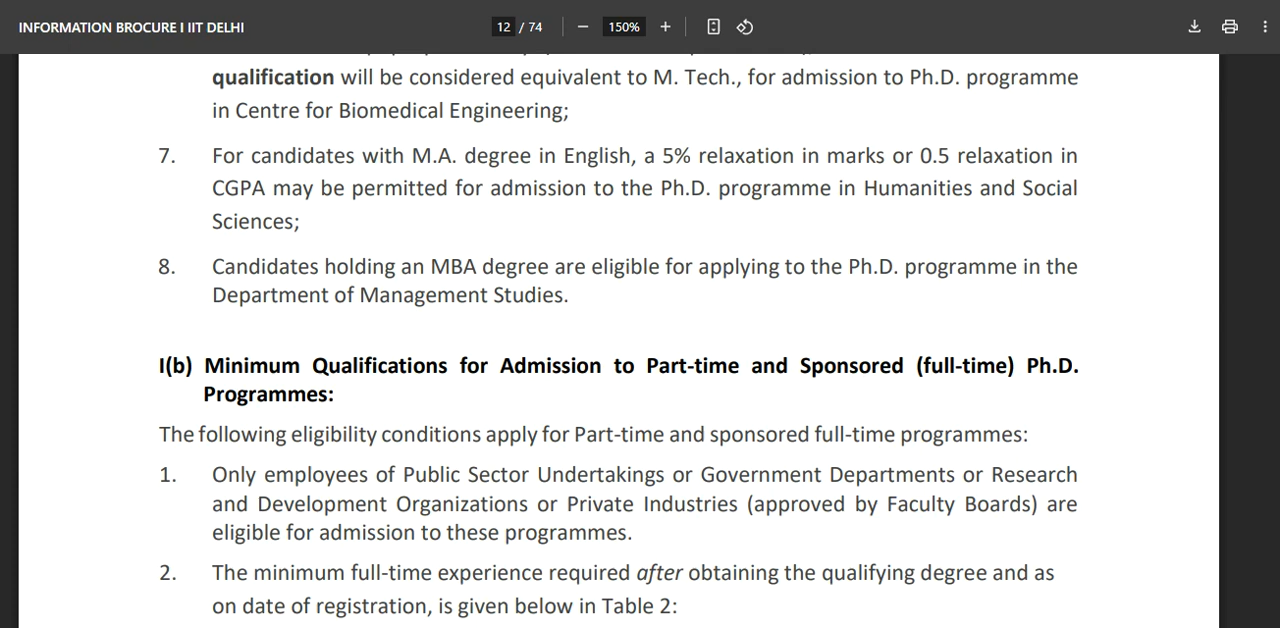 INFORMATION BROCURE I IIT DELHI
12 / 74
150%
qualification will be considered equivalent to M. Tech., for admission to Ph.D. programme
in Centre for Biomedical Engineering;
7. For candidates with M.A. degree in English, a 5% relaxation in marks or 0.5 relaxation in
CGPA may be permitted for admission to the Ph.D. programme in Humanities and Social
Sciences;
8. Candidates holding an MBA degree are eligible for applying to the Ph.D. programme in the
Department of Management Studies.
I(b) Minimum Qualifications for Admission to Part-time and Sponsored (full-time) Ph.D.
Programmes:
The following eligibility conditions apply for Part-time and sponsored full-time programmes:
1. Only employees of Public Sector Undertakings or Government Departments or Research
and Development Organizations or Private Industries (approved by Faculty Boards) are
eligible for admission to these programmes.
2. The minimum full-time experience required after obtaining the qualifying degree and as
on date of registration, is given below in Table 2: